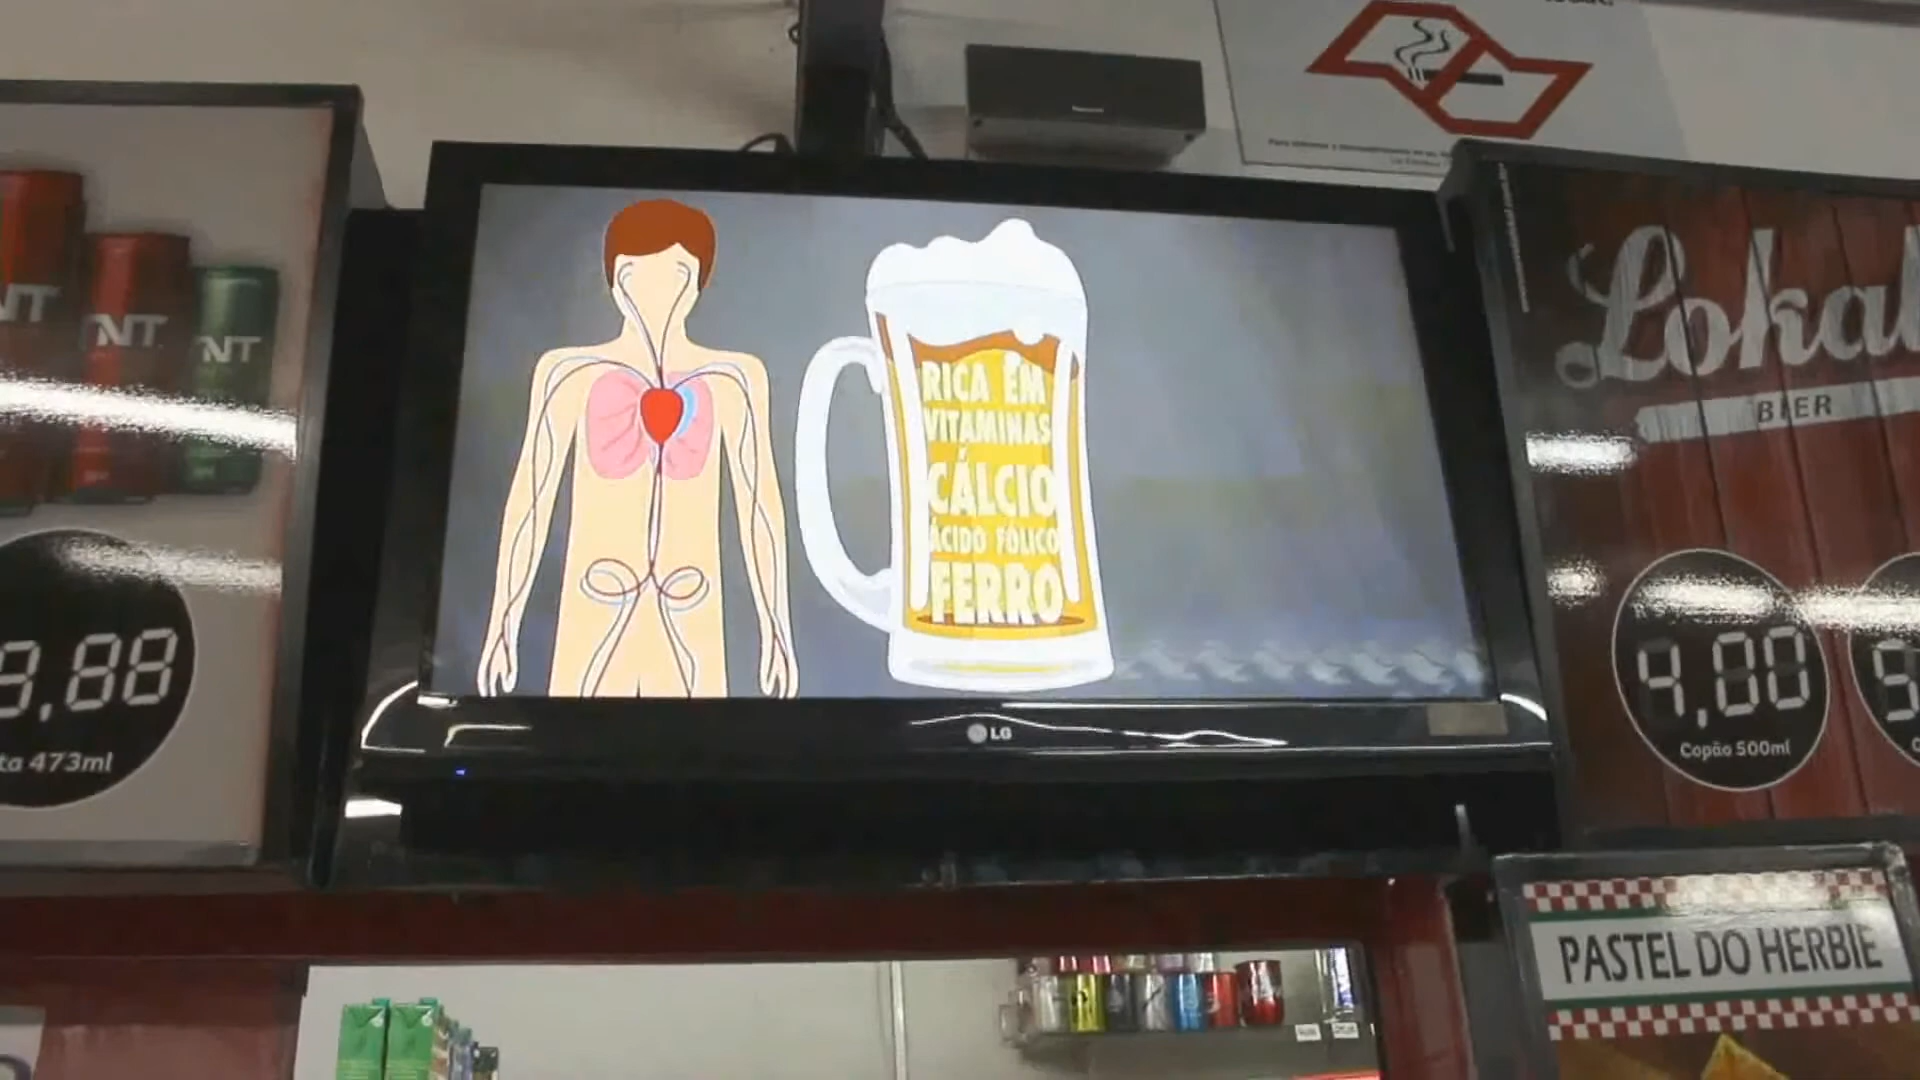 NT
NT
NT
RICA EM
VITAMINAS
CÁLCIO
ÁCIDO FÓLICO
FERRO
LG
Lokal
BIER
9,88
ta 473ml
4,00
Copão 500ml
5
PASTEL DO HERBIE